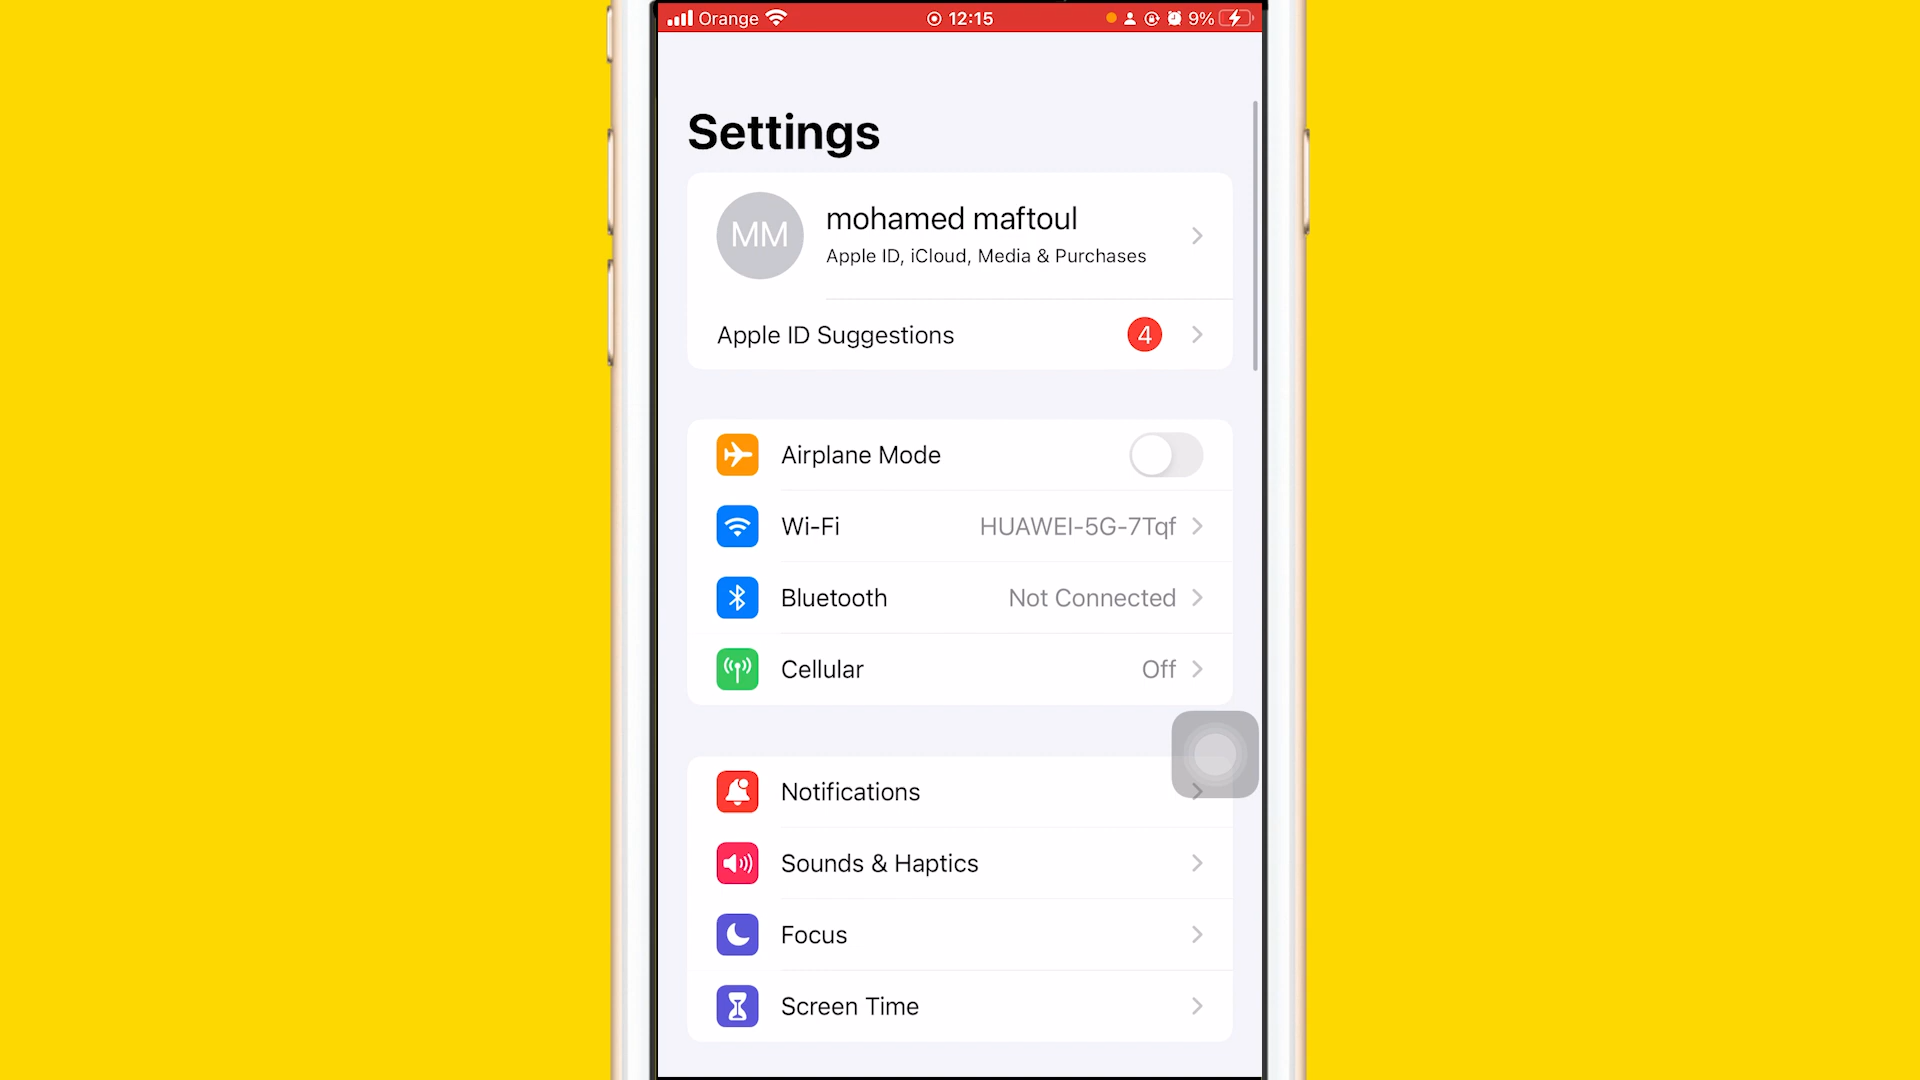 Orange 12:15 9%
Settings
MM
mohamed maftoul
Apple ID, iCloud, Media & Purchases
Apple ID Suggestions 4
Airplane Mode
Wi-Fi HUAWEI-5G-7Tqf
Bluetooth Not Connected
Cellular Off
Notifications
Sounds & Haptics
Focus
Screen Time